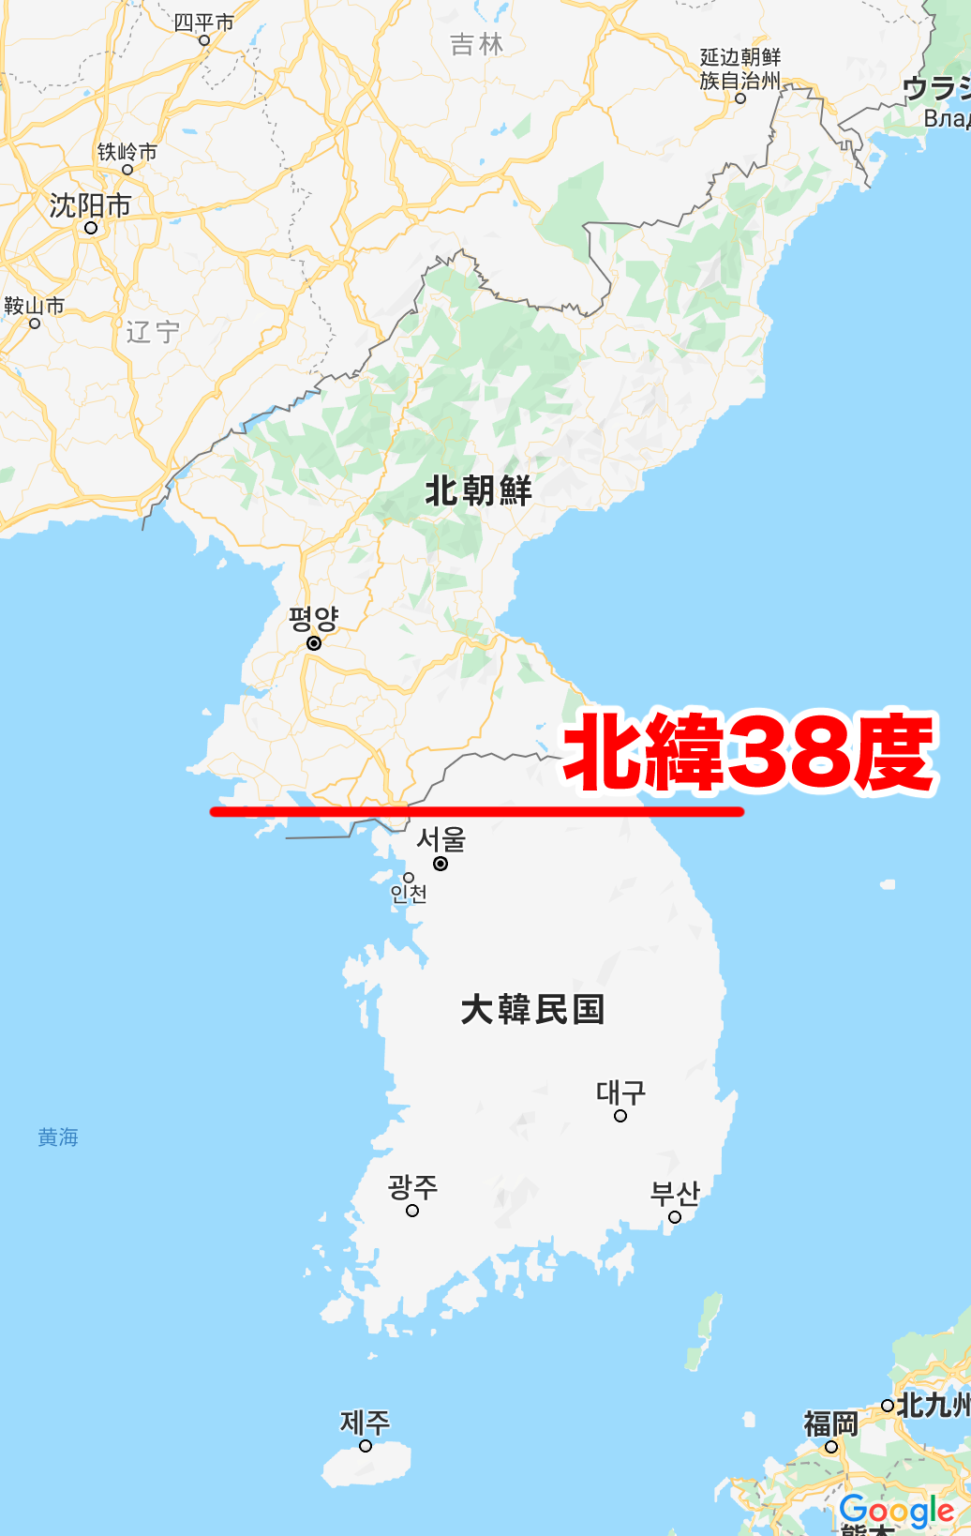 四平市
吉林
延边朝鲜
族自治州
ウラジ
Влад
铁岭市
沈阳市
鞍山市
辽宁
北朝鮮
평양
北緯38度
서울
인천
大韓民国
대구
黄海
광주
부산
제주
北九州
福岡
Google
熊本